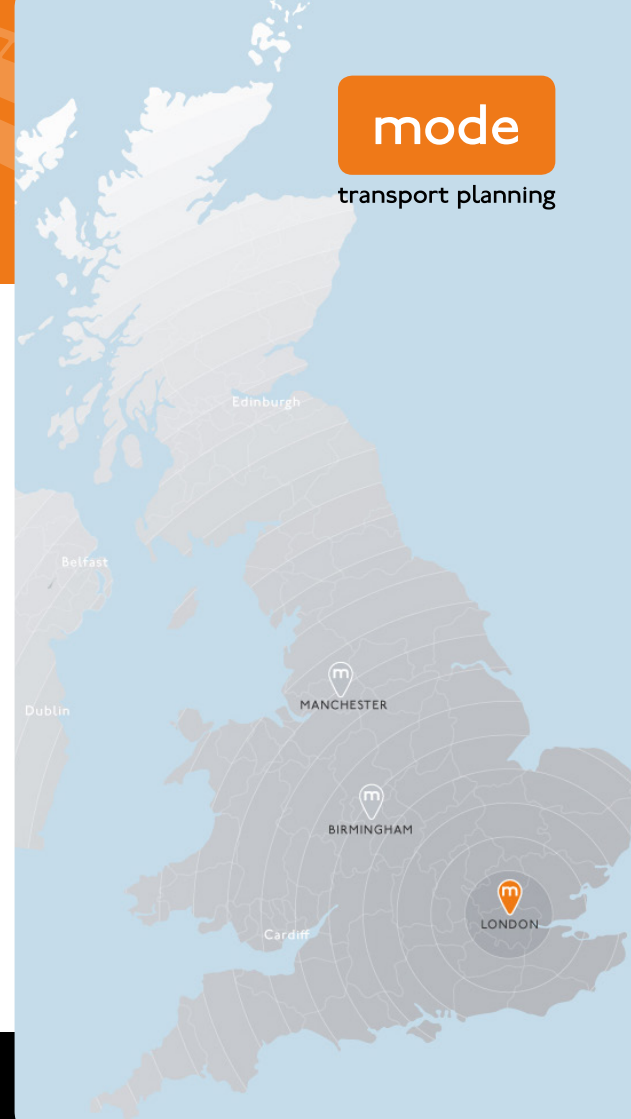 mode
transport planning
Edinburgh
Belfast
m
MANCHESTER
Dublin
m
BIRMINGHAM
m
LONDON
Cardiff